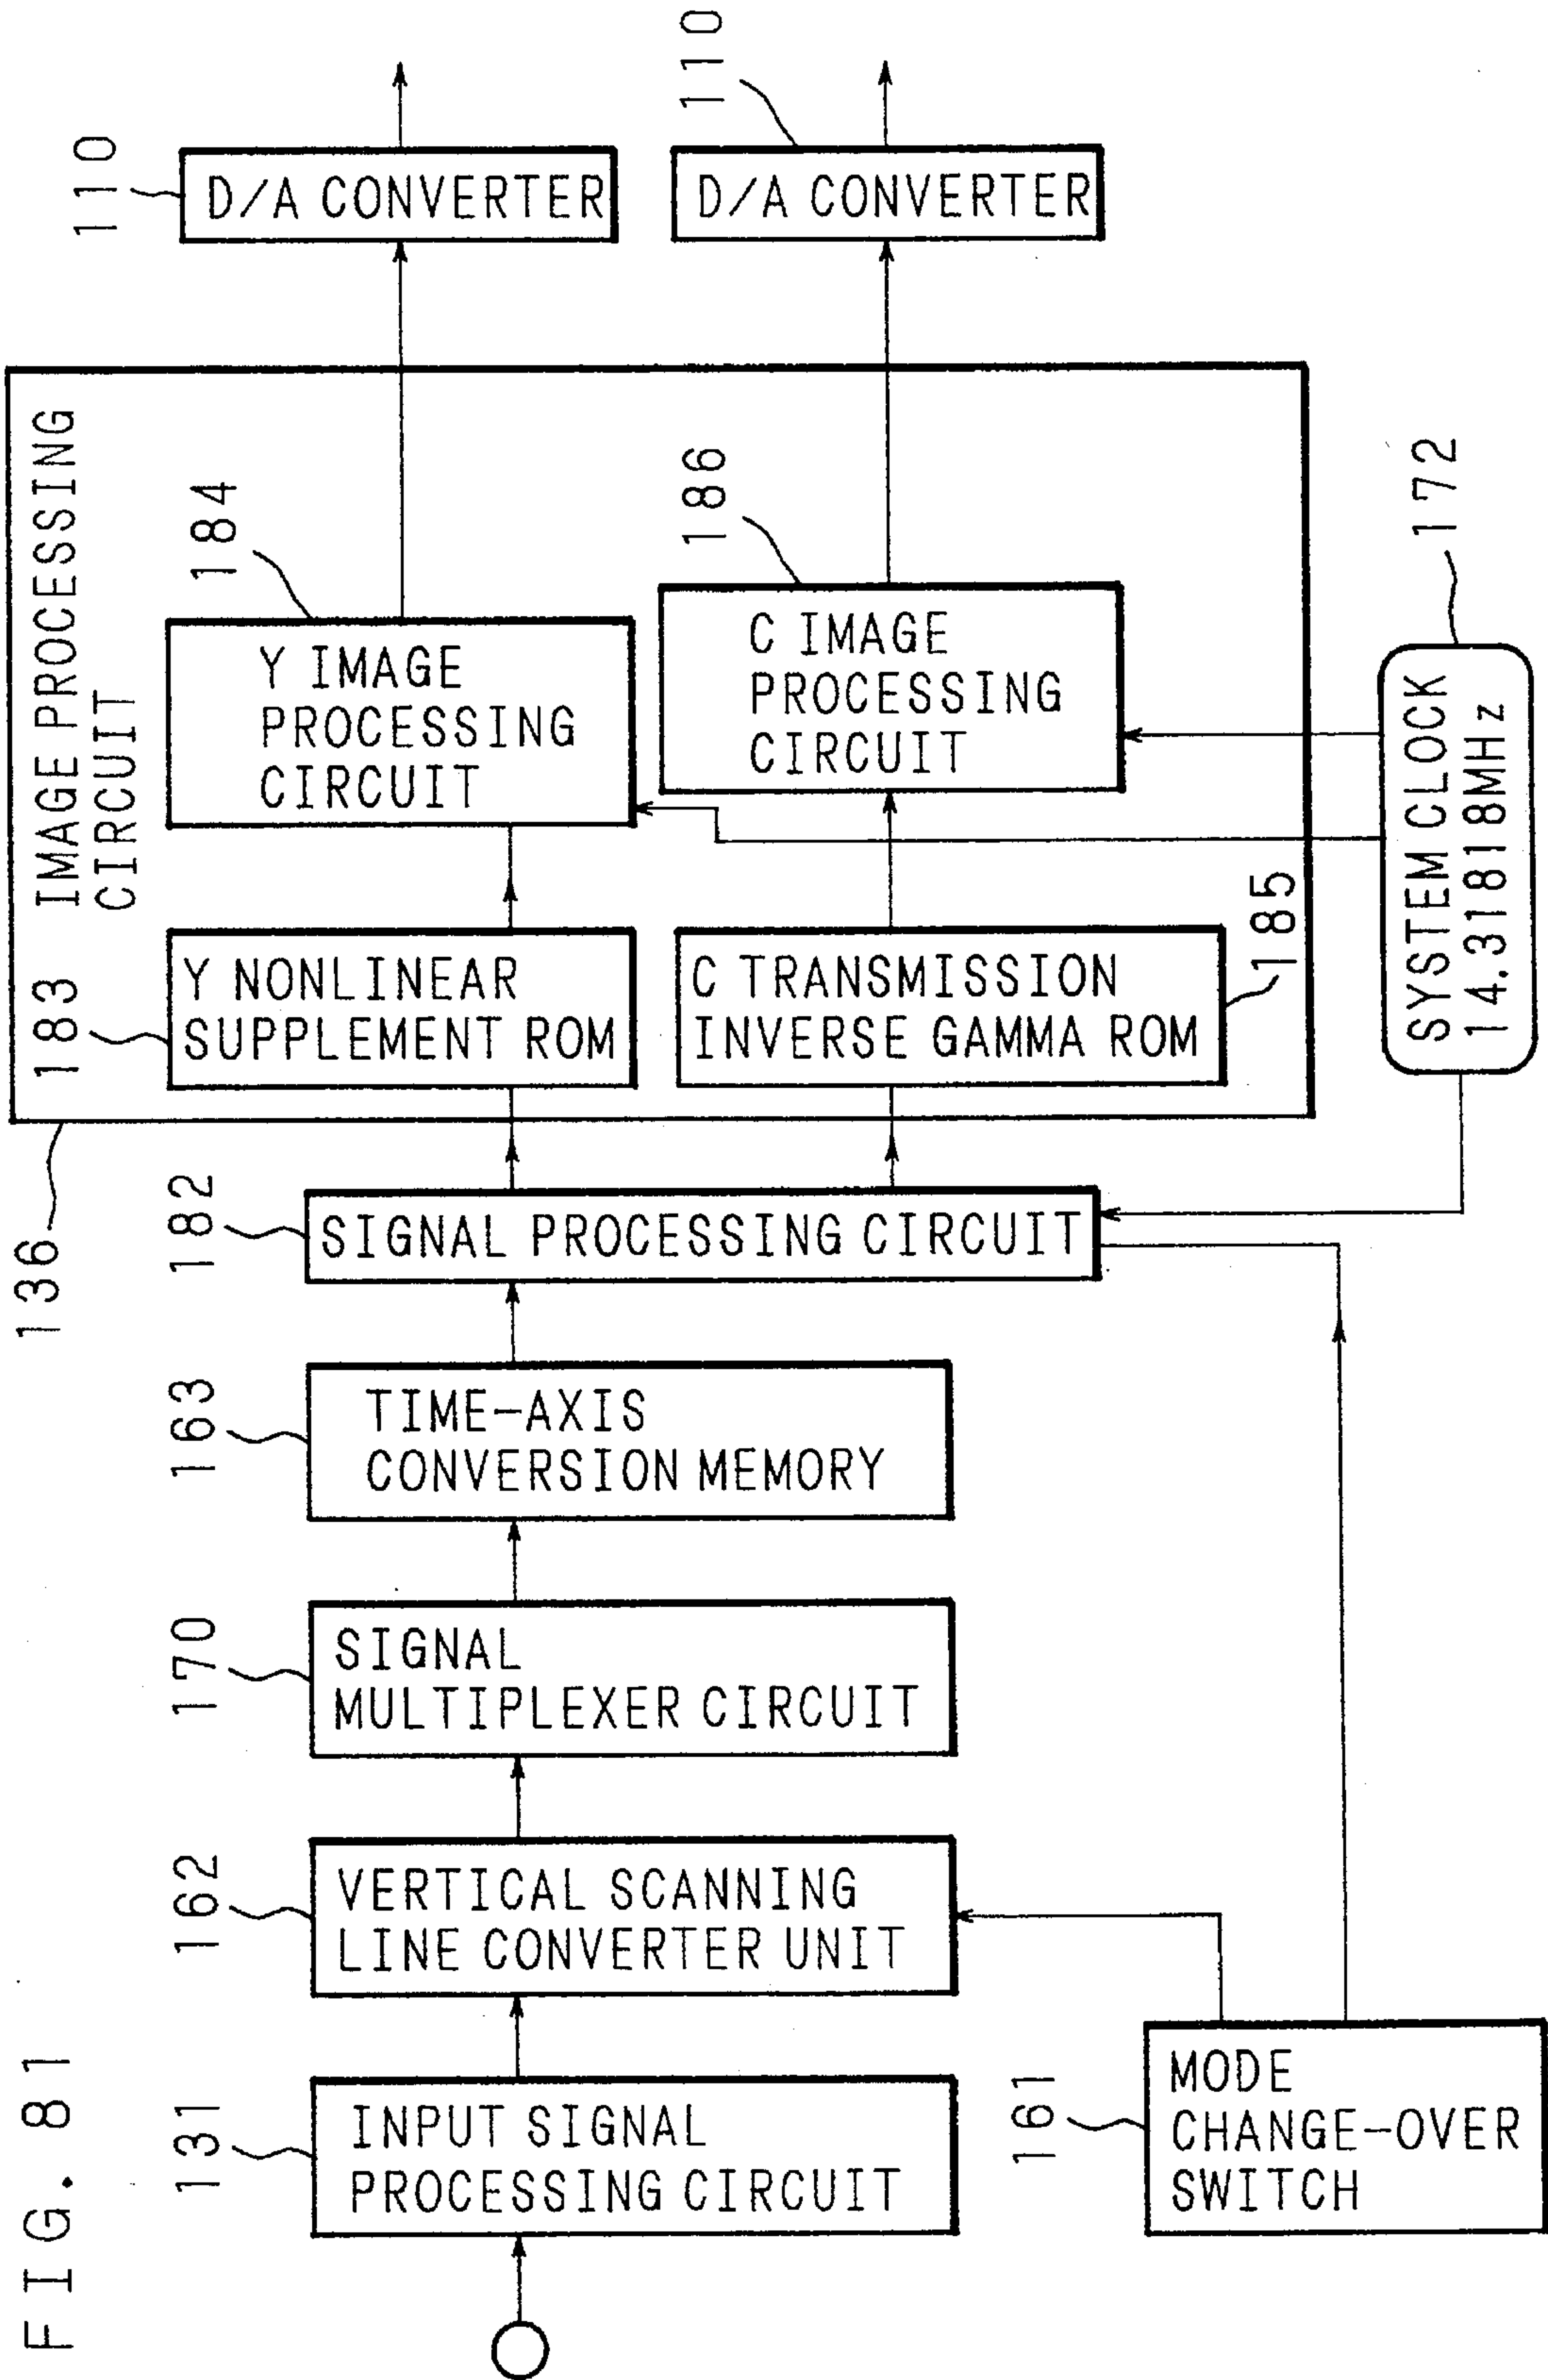 FIG. 81
131
INPUT SIGNAL
PROCESSING CIRCUIT
162
VERTICAL SCANNING
LINE CONVERTER UNIT
170
SIGNAL
MULTIPLEXER CIRCUIT
163
TIME-AXIS
CONVERSION MEMORY
182
SIGNAL PROCESSING CIRCUIT
136
IMAGE PROCESSING
CIRCUIT
183
Y NONLINEAR
SUPPLEMENT ROM
184
Y IMAGE
PROCESSING
CIRCUIT
C TRANSMISSION
INVERSE GAMMA ROM
185
186
C IMAGE
PROCESSING
CIRCUIT
110
D/A CONVERTER
110
D/A CONVERTER
161
MODE
CHANGE-OVER
SWITCH
172
SYSTEM CLOCK
14.31818MHz